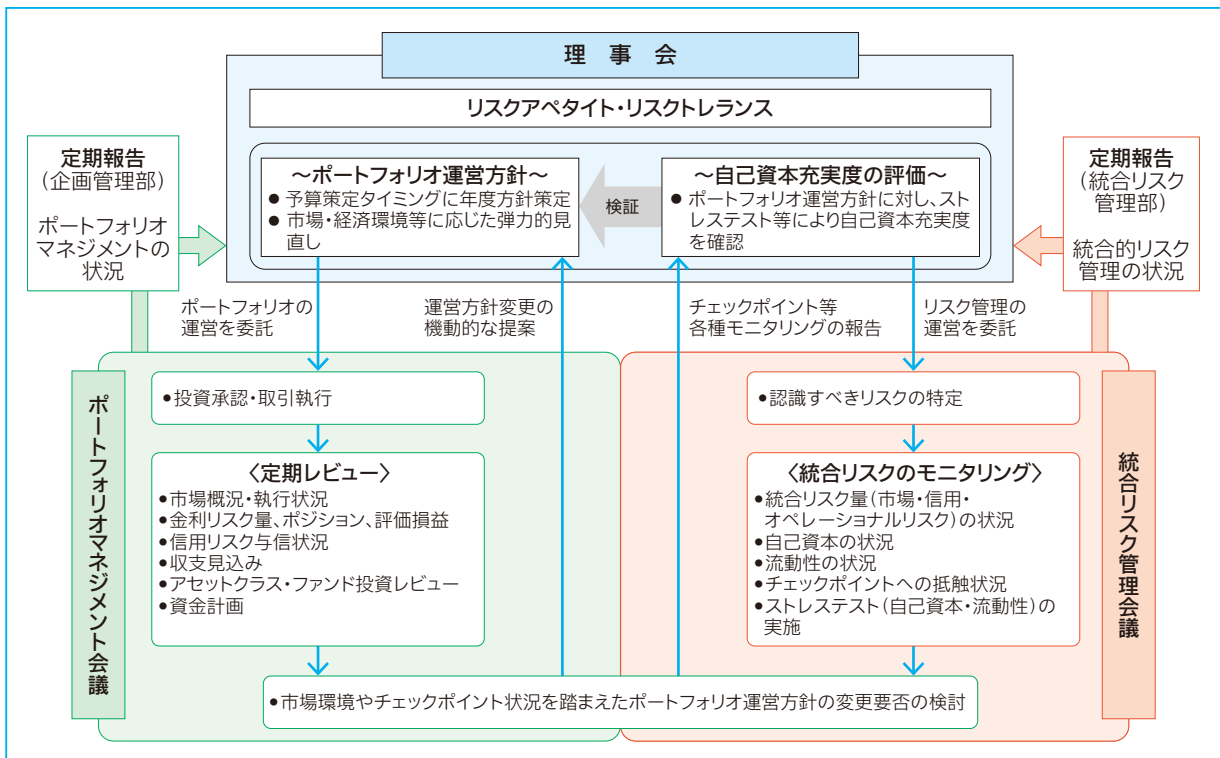 理事会
リスクアペタイト・リスクトレランス
定期報告
(企画管理部)
ポートフォリオ
マネジメントの
状況
～ポートフォリオ運営方針～
● 予算策定タイミングに年度方針策定
● 市場・経済環境等に応じた弾力的見
直し
検証
～自己資本充実度の評価～
● ポートフォリオ運営方針に対し、スト
レステスト等により自己資本充実度
を確認
定期報告
(統合リスク
管理部)
統合的リスク
管理の状況
ポートフォリオの
運営を委託
運営方針変更の
機動的な提案
チェックポイント等
各種モニタリングの報告
リスク管理の
運営を委託
ポートフォリオマネジメント会議
●投資承認・取引執行
〈定期レビュー〉
●市場概況・執行状況
●金利リスク量、ポジション、評価損益
●信用リスク与信状況
●収支見込み
●アセットクラス・ファンド投資レビュー
●資金計画
●認識すべきリスクの特定
〈統合リスクのモニタリング〉
●統合リスク量(市場・信用・
オペレーショナルリスク)の状況
●自己資本の状況
●流動性の状況
●チェックポイントへの抵触状況
●ストレステスト(自己資本・流動性)の
実施
統合リスク管理会議
●市場環境やチェックポイント状況を踏まえたポートフォリオ運営方針の変更要否の検討